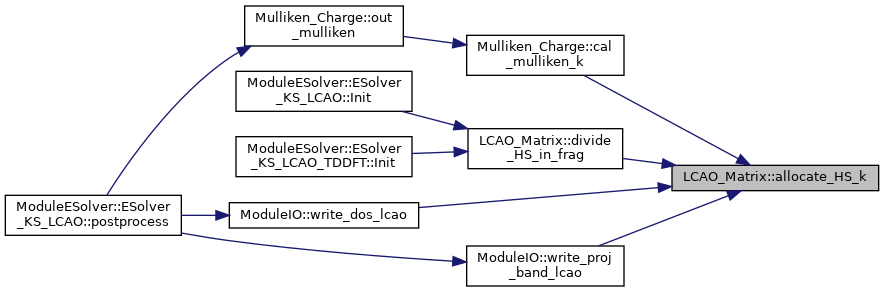 Mulliken_Charge::out
_mulliken
Mulliken_Charge::cal
_mulliken_k
ModuleESolver::ESolver
_KS_LCAO::Init
LCAO_Matrix::divide
_HS_in_frag
ModuleESolver::ESolver
_KS_LCAO_TDDFT::Init
LCAO_Matrix::allocate_HS_k
ModuleESolver::ESolver
_KS_LCAO::postprocess
ModuleIO::write_dos_lcao
ModuleIO::write_proj
_band_lcao